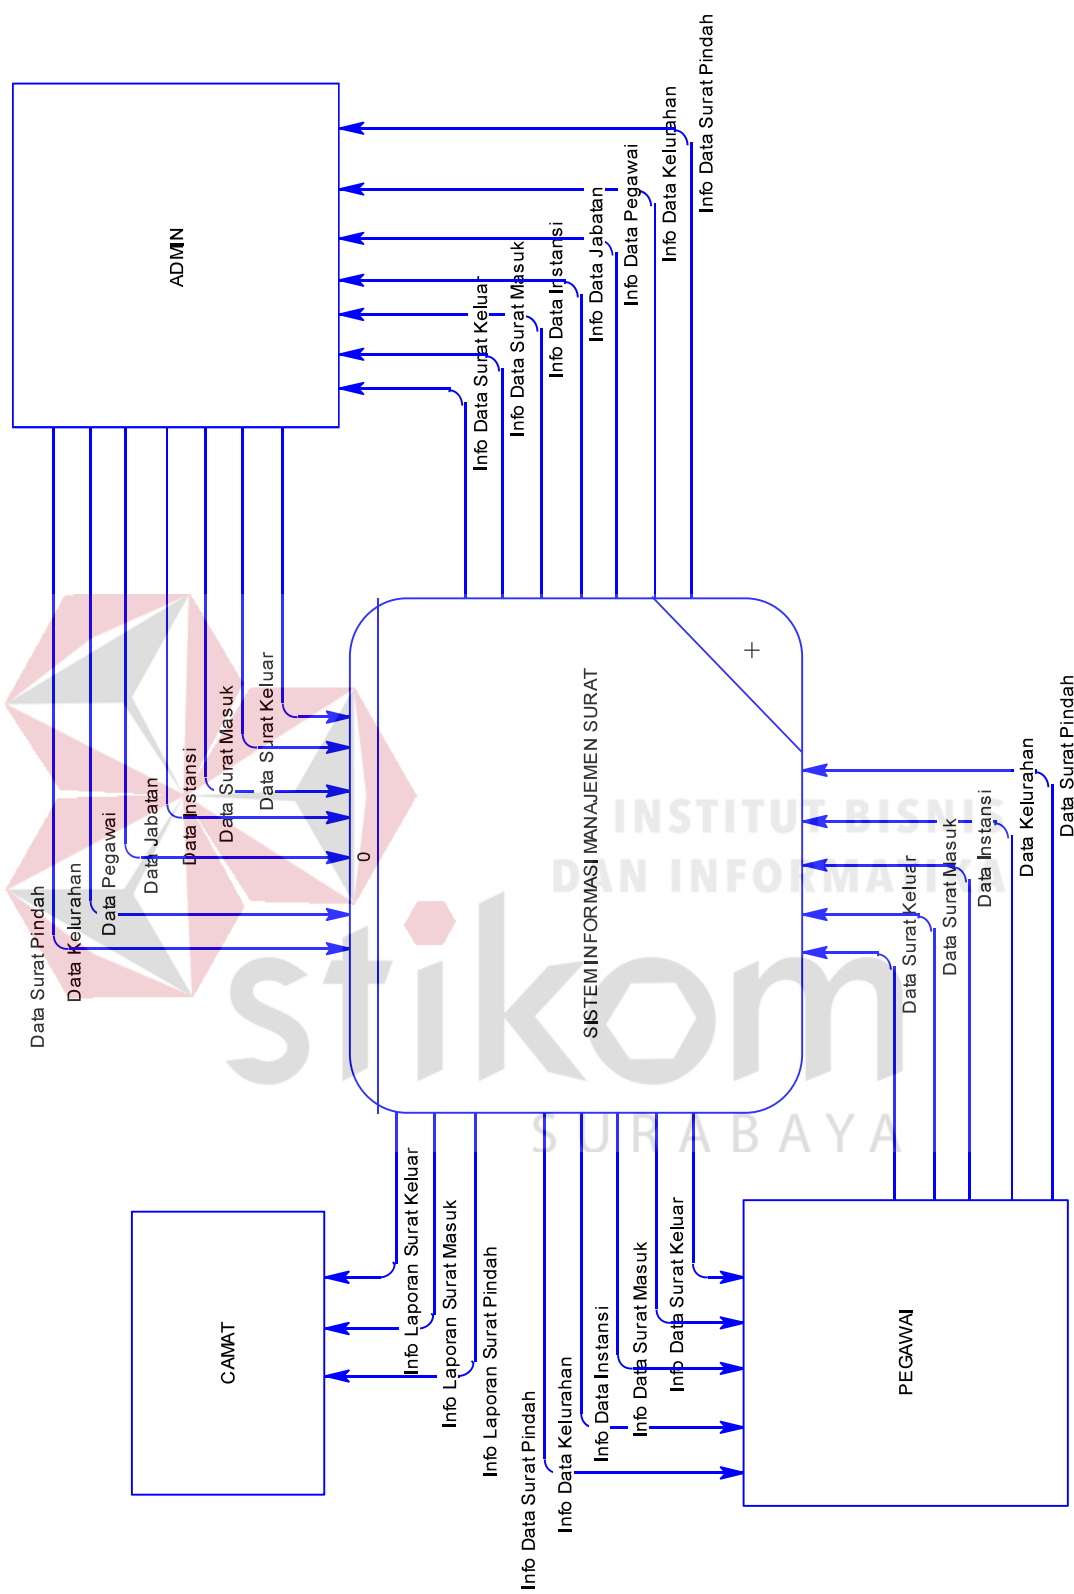 ADMIN
Info Data Surat Keluar
Info Data Surat Masuk
Info Data Instansi
Info Data Jabatan
Info Data Pegawai
Info Data Kelurahan
Info Data Surat Pindah
Data Surat Pindah
Data Kelurahan
Data Pegawai
Data Jabatan
Data Instansi
Data Surat Masuk
Data Surat Keluar
0
SISTEM INFORMASI MANAJEMEN SURAT
+
Data Surat Keluar
Data Surat Masuk
Data Instansi
Data Kelurahan
Data Surat Pindah
CAMAT
Info Laporan Surat Keluar
Info Laporan Surat Masuk
Info Laporan Surat Pindah
Info Data Surat Pindah
Info Data Kelurahan
Info Data Instansi
Info Data Surat Masuk
Info Data Surat Keluar
PEGAWAI
INSTITUT BISNIS
DAN INFORMATIKA
stikom
SURABAYA